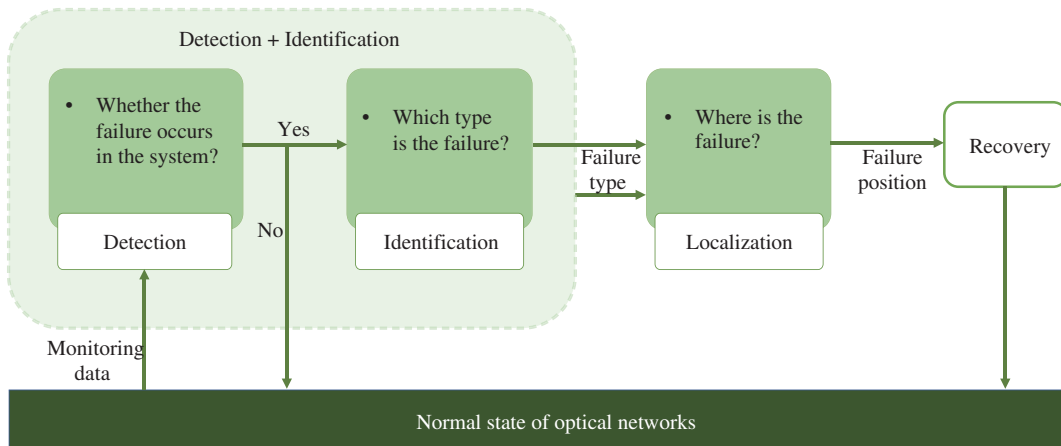 Detection + Identification
• Whether the
failure occurs
in the system?
Detection
Yes
No
• Which type
is the failure?
Identification
Failure
type
• Where is the
failure?
Localization
Failure
position
Recovery
Monitoring
data
Normal state of optical networks